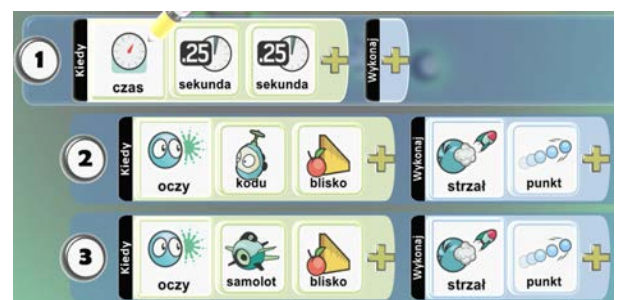 1 Kiedy czas .25 sekunda .25 sekunda Wykonaj
2 Kiedy oczy kodu blisko Wykonaj strzał punkt
3 Kiedy oczy samolot blisko Wykonaj strzał punkt